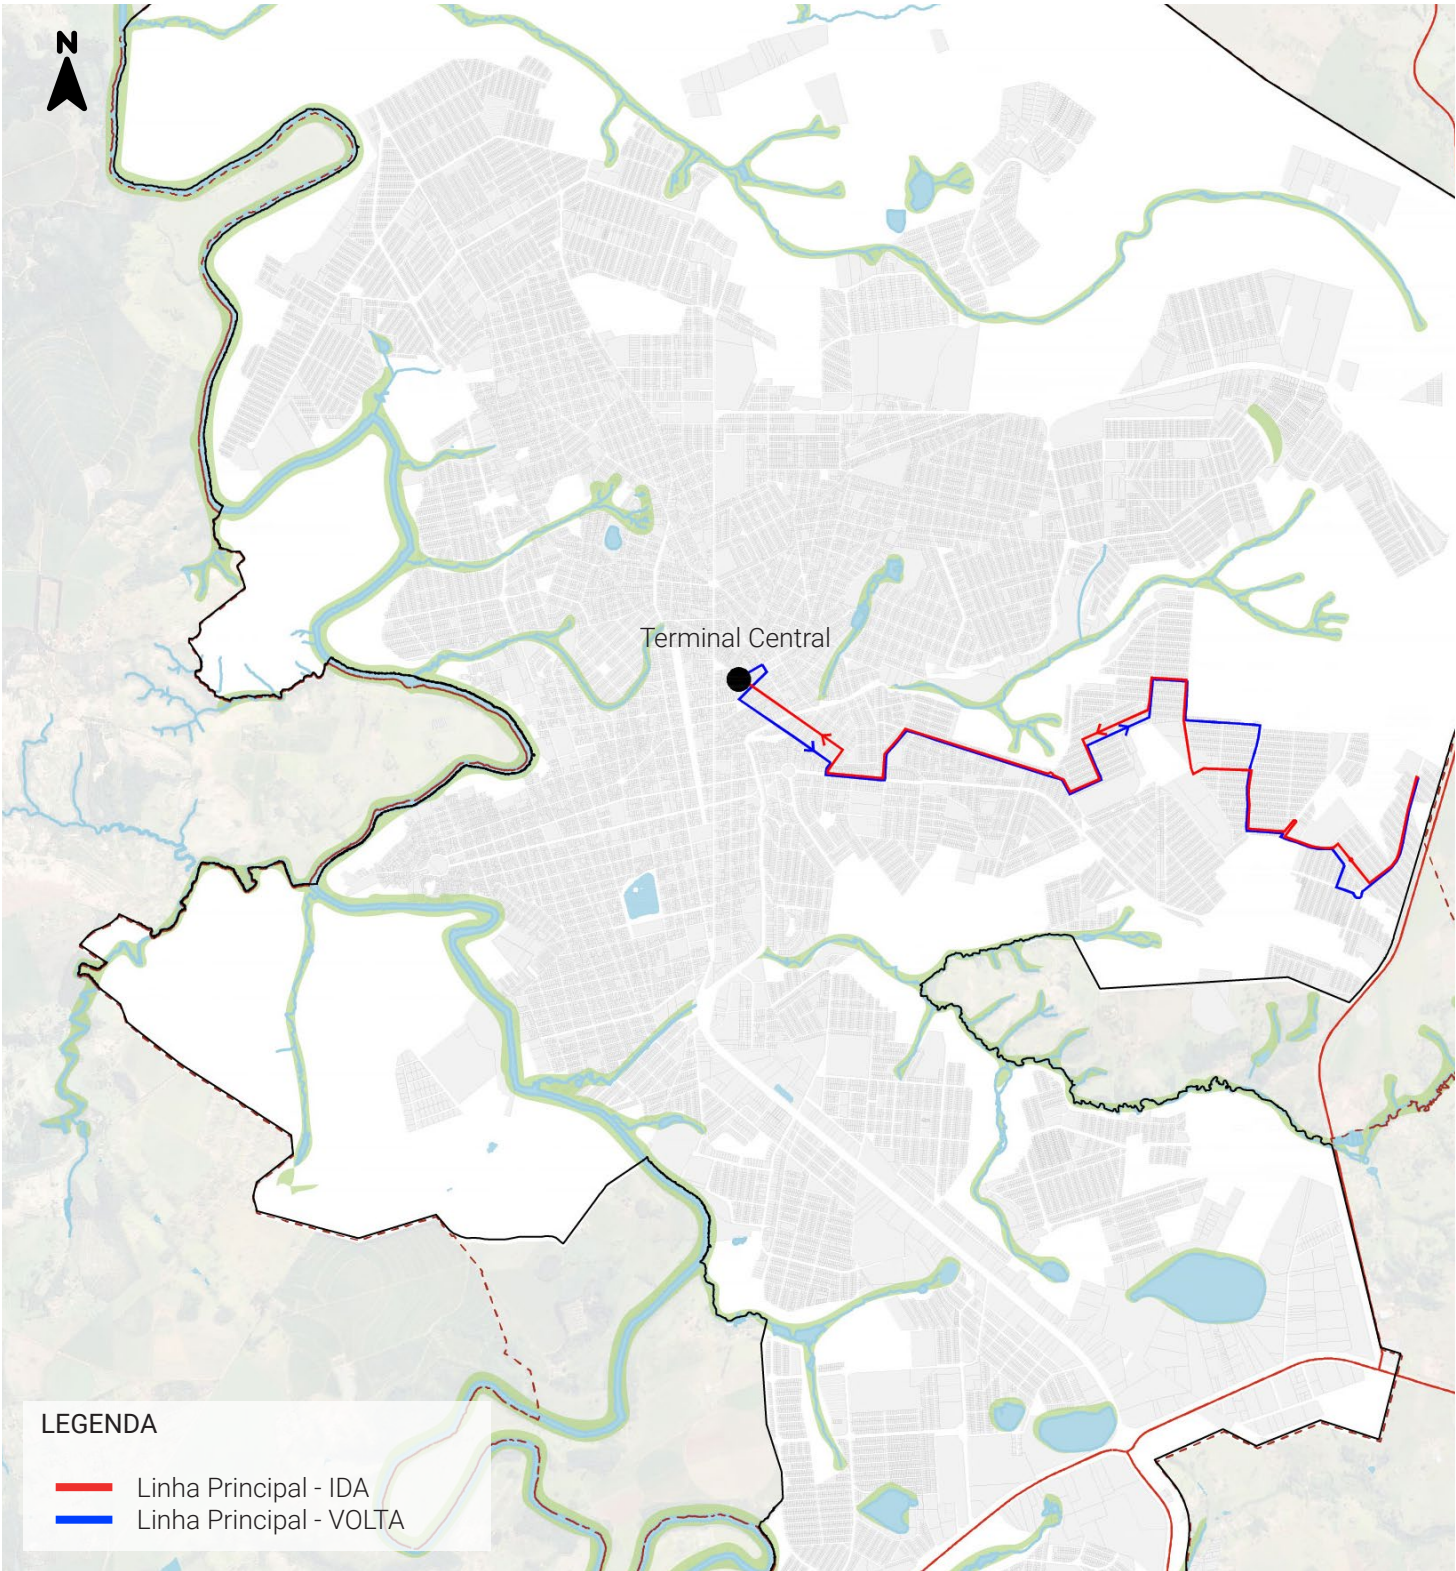 N
Terminal Central
LEGENDA
Linha Principal - IDA
Linha Principal - VOLTA